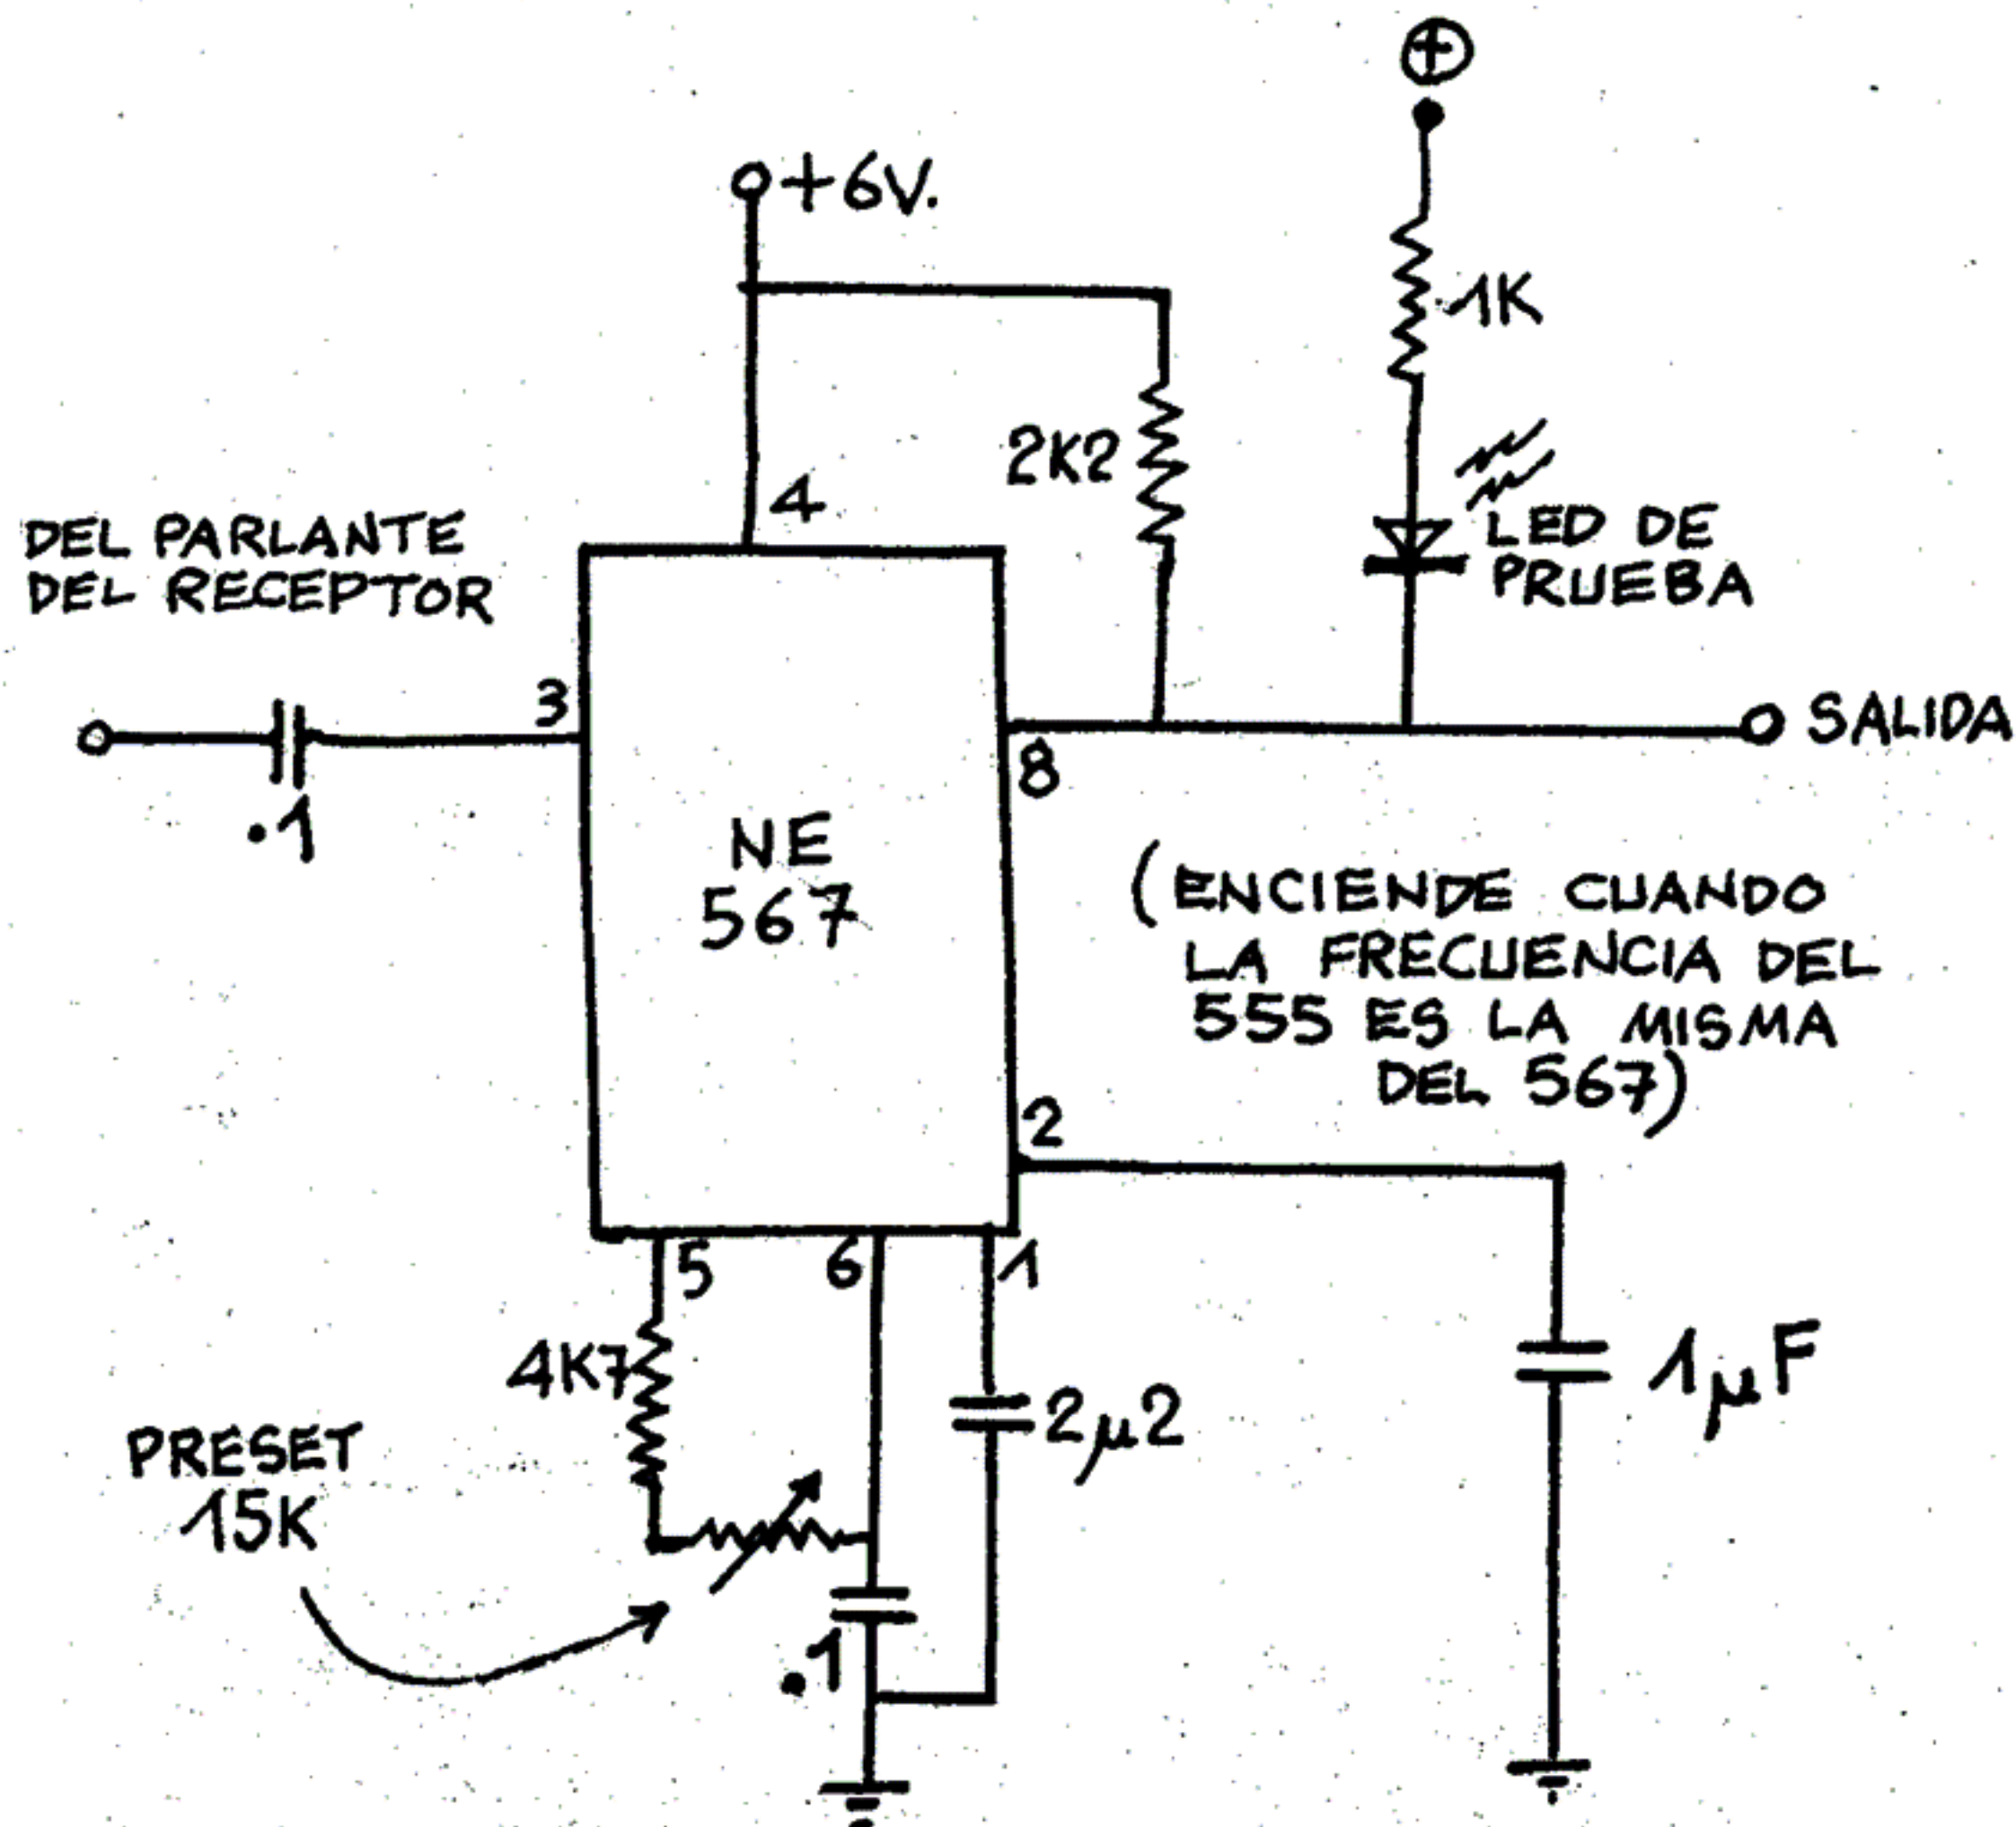 +6V.
1K
2K2
4
DEL PARLANTE
DEL RECEPTOR
LED DE
PRUEBA
3
8
SALIDA
.1
NE
567
(ENCIENDE CUANDO
LA FRECUENCIA DEL
555 ES LA MISMA
DEL 567)
2
5
6
1
4K7
1µF
2µ2
PRESET
15K
.1